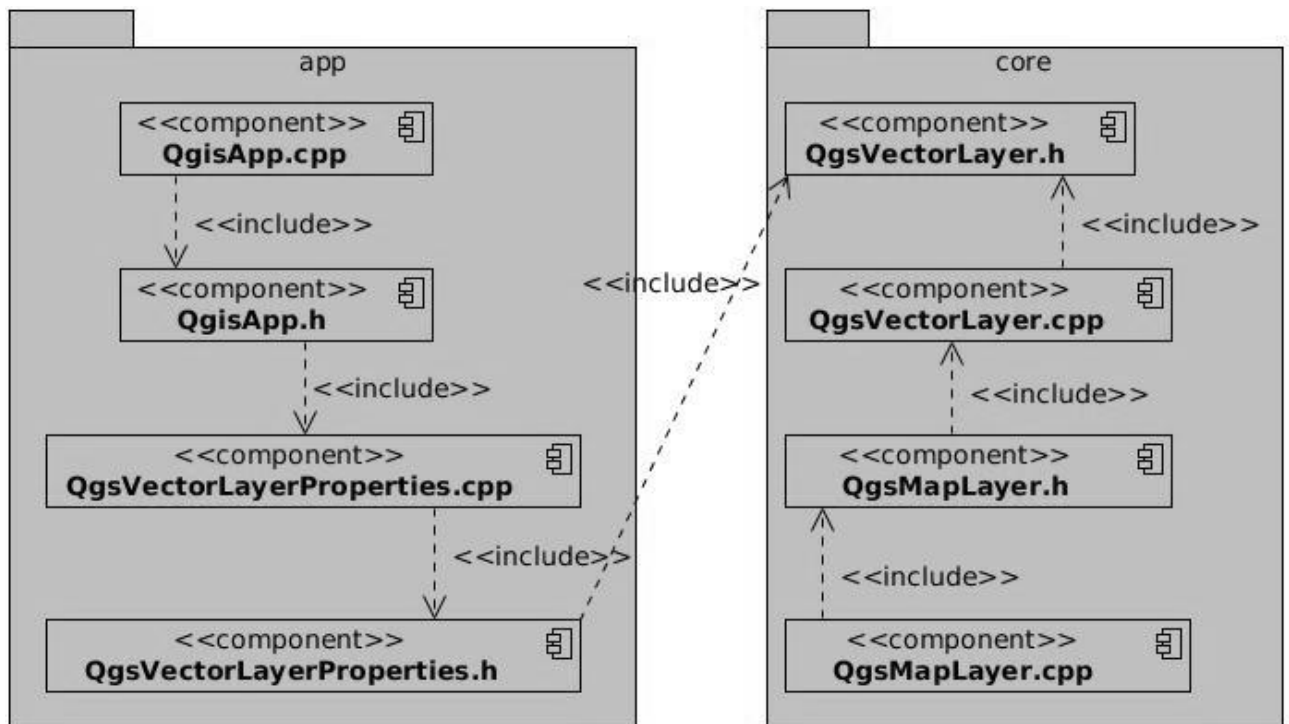 app
<<component>>
QgisApp.cpp
<<include>>
<<component>>
QgisApp.h
<<include>>
<<component>>
QgsVectorLayerProperties.cpp
<<include>>
<<component>>
QgsVectorLayerProperties.h
<<include>>
core
<<component>>
QgsVectorLayer.h
<<include>>
<<component>>
QgsVectorLayer.cpp
<<include>>
<<component>>
QgsMapLayer.h
<<include>>
<<component>>
QgsMapLayer.cpp